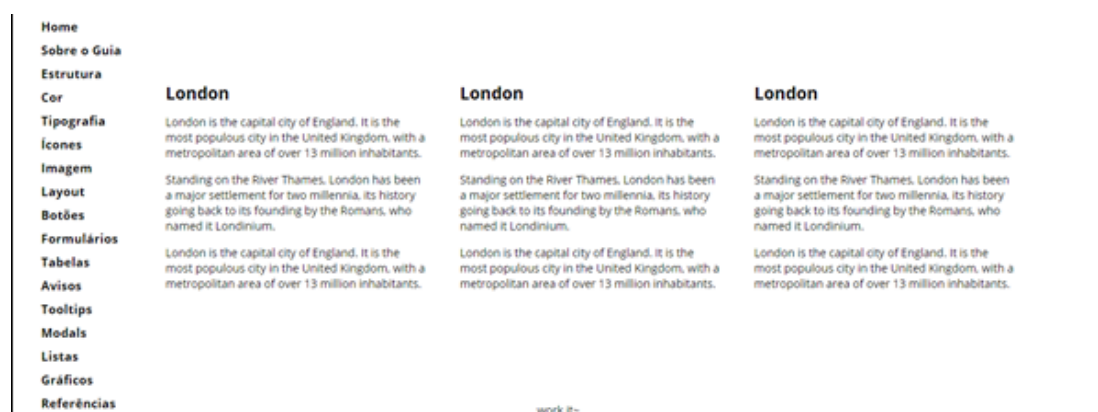 Home
Sobre o Guia
Estrutura
Cor
Tipografia
Ícones
Imagem
Layout
Botões
Formulários
Tabelas
Avisos
Tooltips
Modals
Listas
Gráficos
Referências
London
London is the capital city of England. It is the
most populous city in the United Kingdom, with a
metropolitan area of over 13 million inhabitants.
Standing on the River Thames, London has been
a major settlement for two millennia, its history
going back to its founding by the Romans, who
named it Londinium.
London is the capital city of England. It is the
most populous city in the United Kingdom, with a
metropolitan area of over 13 million inhabitants.
London
London is the capital city of England. It is the
most populous city in the United Kingdom, with a
metropolitan area of over 13 million inhabitants.
Standing on the River Thames, London has been
a major settlement for two millennia, its history
going back to its founding by the Romans, who
named it Londinium.
London is the capital city of England. It is the
most populous city in the United Kingdom, with a
metropolitan area of over 13 million inhabitants.
London
London is the capital city of England. It is the
most populous city in the United Kingdom, with a
metropolitan area of over 13 million inhabitants.
Standing on the River Thames, London has been
a major settlement for two millennia, its history
going back to its founding by the Romans, who
named it Londinium.
London is the capital city of England. It is the
most populous city in the United Kingdom, with a
metropolitan area of over 13 million inhabitants.
work it~